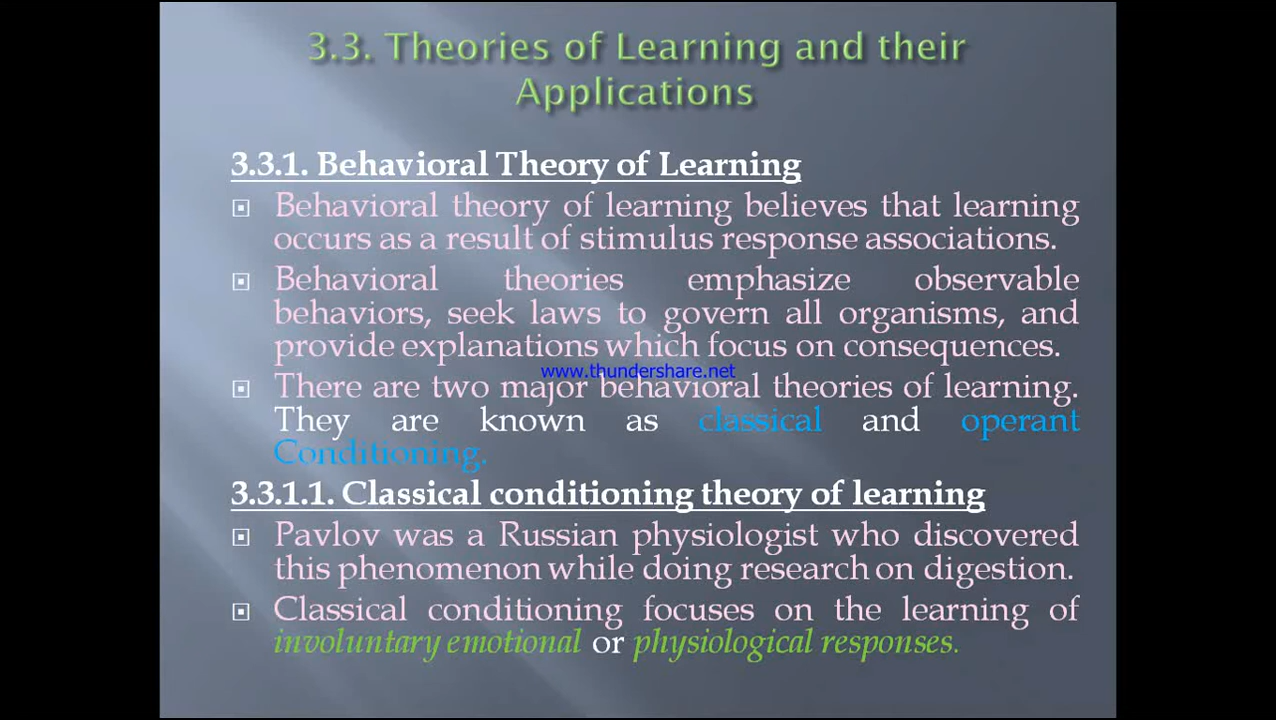 3.3. Theories of Learning and their
Applications
3.3.1. Behavioral Theory of Learning
Behavioral theory of learning believes that learning
occurs as a result of stimulus response associations.
Behavioral theories emphasize observable
behaviors, seek laws to govern all organisms, and
provide explanations which focus on consequences.
www.thundershare.net
There are two major behavioral theories of learning.
They are known as classical and operant
Conditioning.
3.3.1.1. Classical conditioning theory of learning
Pavlov was a Russian physiologist who discovered
this phenomenon while doing research on digestion.
Classical conditioning focuses on the learning of
involuntary emotional or physiological responses.